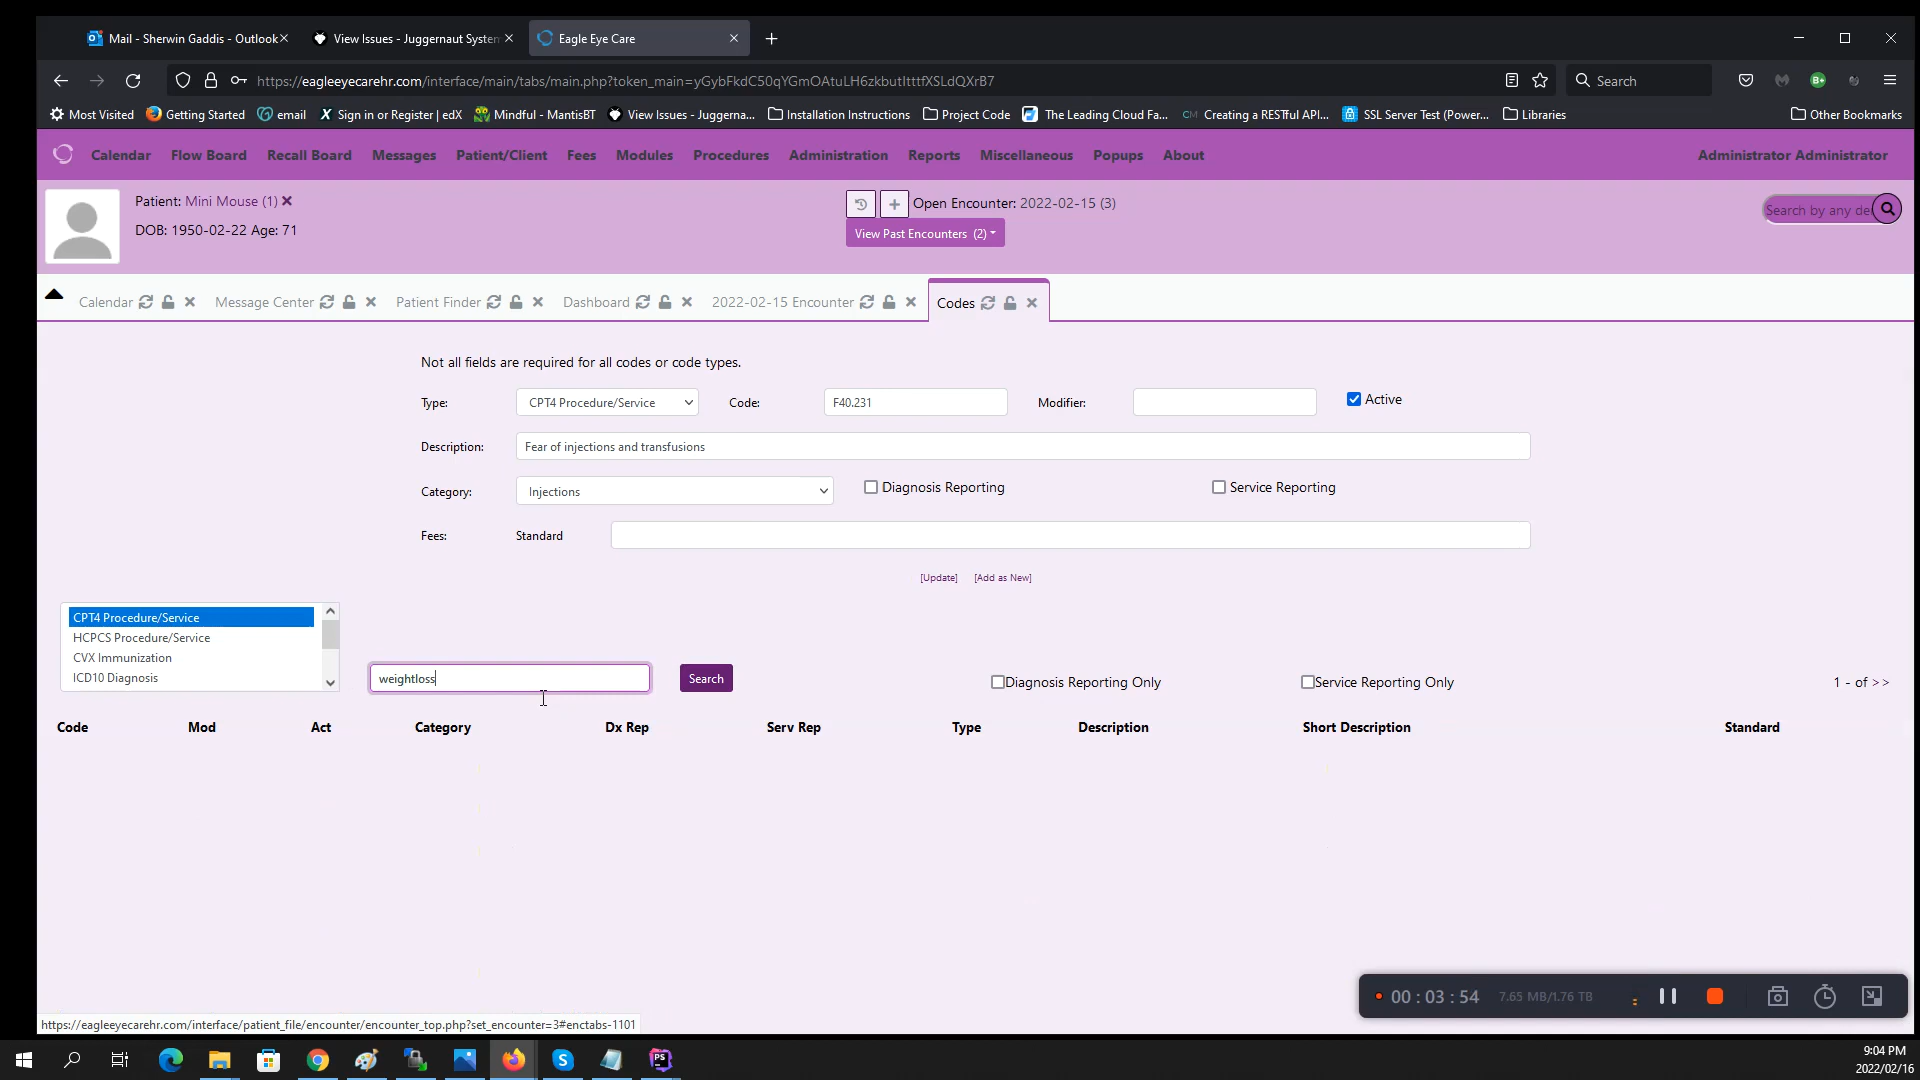 Mail - Sherwin Gaddis - Outlook
View Issues - Juggernaut System
Eagle Eye Care
https://eagleeyecarehr.com/interface/main/tabs/main.php?token_main=yGybFkdC50qYGmOAtuLH6zkbutItttfXSLdQXrB7
Search
Most Visited
Getting Started
email
Sign in or Register | edX
Mindful - MantisBT
View Issues - Juggerna...
Installation Instructions
Project Code
The Leading Cloud Fa...
Creating a RESTful API...
SSL Server Test (Power...
Libraries
Other Bookmarks
Calendar
Flow Board
Recall Board
Messages
Patient/Client
Fees
Modules
Procedures
Administration
Reports
Miscellaneous
Popups
About
Administrator Administrator
Patient: Mini Mouse (1)
Open Encounter: 2022-02-15 (3)
Search by any de
DOB: 1950-02-22 Age: 71
View Past Encounters (2)
Calendar
Message Center
Patient Finder
Dashboard
2022-02-15 Encounter
Codes
Not all fields are required for all codes or code types.
Type:
CPT4 Procedure/Service
Code:
F40.231
Modifier:
Active
Description:
Fear of injections and transfusions
Category:
Injections
Diagnosis Reporting
Service Reporting
Fees:
Standard
[Update]
[Add as New]
CPT4 Procedure/Service
HCPCS Procedure/Service
CVX Immunization
ICD10 Diagnosis
weightloss
Search
Diagnosis Reporting Only
Service Reporting Only
1 - of >>
Code
Mod
Act
Category
Dx Rep
Serv Rep
Type
Description
Short Description
Standard
00 : 03 : 54
7.65 MB/1.76 TB
https://eagleeyecarehr.com/interface/patient_file/encounter/encounter_top.php?set_encounter=3#enctabs-1101
9:04 PM
2022/02/16